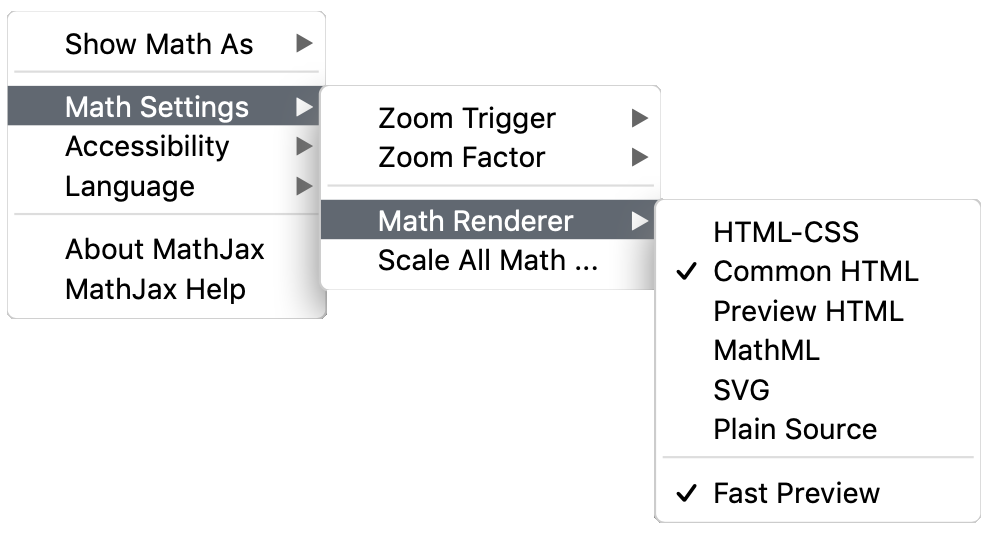 Show Math As
Math Settings
Accessibility
Language
About MathJax
MathJax Help
Zoom Trigger
Zoom Factor
Math Renderer
Scale All Math ...
HTML-CSS
Common HTML
Preview HTML
MathML
SVG
Plain Source
Fast Preview